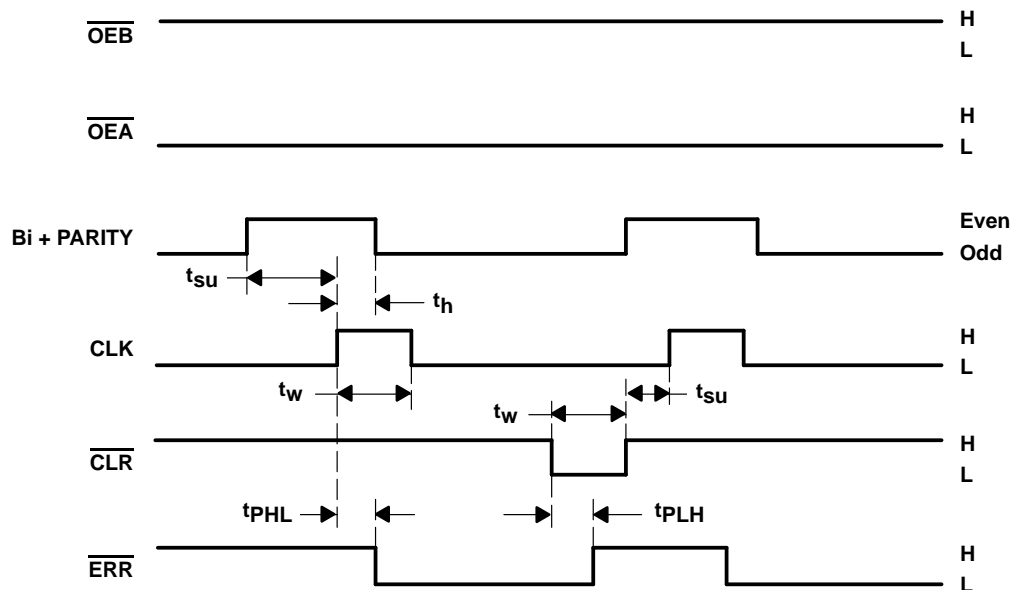 OEB
H
L
OEA
H
L
Bi + PARITY
Even
Odd
tsu
th
CLK
H
L
tw
tw
tsu
CLR
H
L
tPHL
tPLH
ERR
H
L